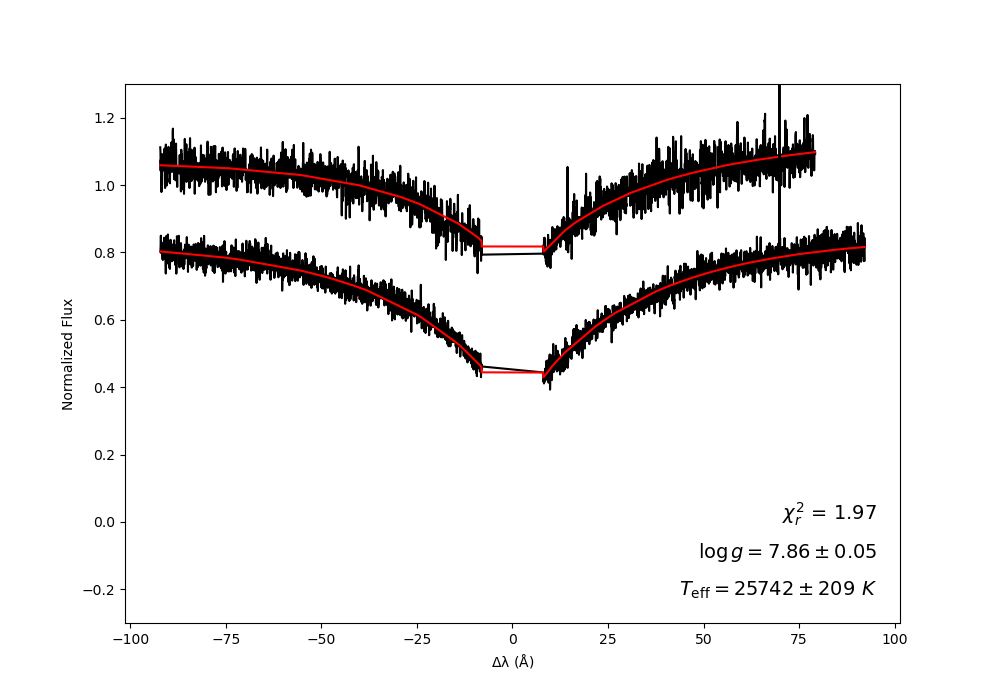 1.2
1.0
0.8
0.6
0.4
0.2
0.0
−0.2
Normalized Flux
χ²ᵣ = 1.97
log g = 7.86 ± 0.05
T_eff = 25742 ± 209 K
−100 −75 −50 −25 0 25 50 75 100
Δλ (Å)